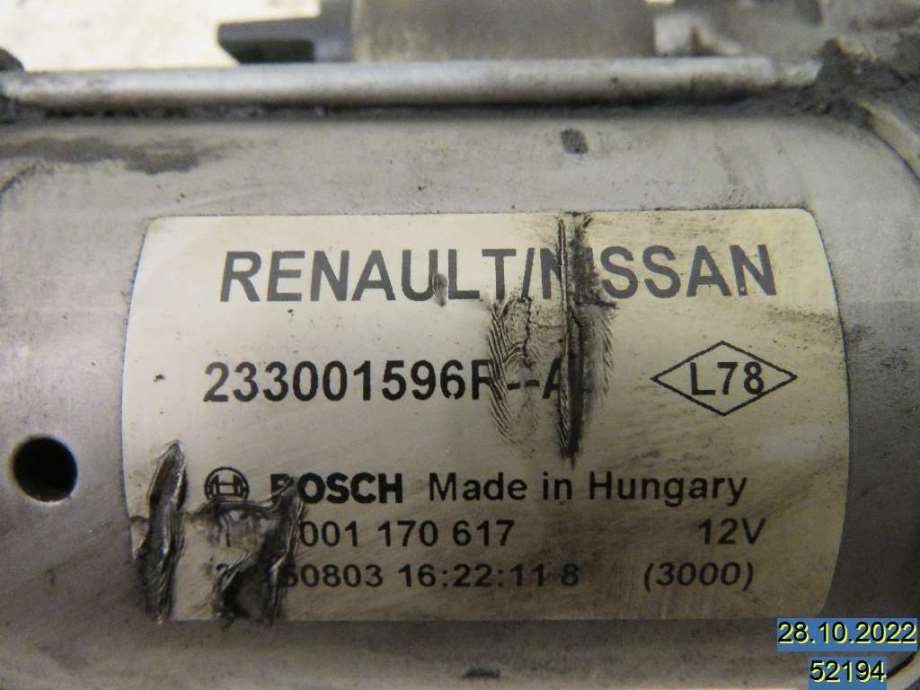 RENAULT/NISSAN
233001596R--A
L78
BOSCH Made in Hungary
001 170 617 12V
50803 16:22:11 8 (3000)
28.10.2022
52194